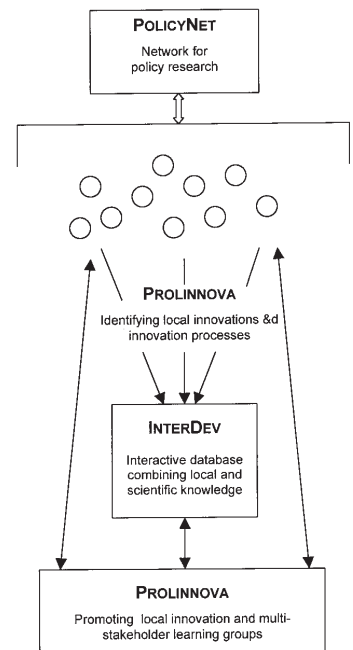 POLICYNET
Network for
policy research
PROLINNOVA
Identifying local innovations &d
innovation processes
INTERDEV
Interactive database
combining local and
scientific knowledge
PROLINNOVA
Promoting local innovation and multi-
stakeholder learning groups